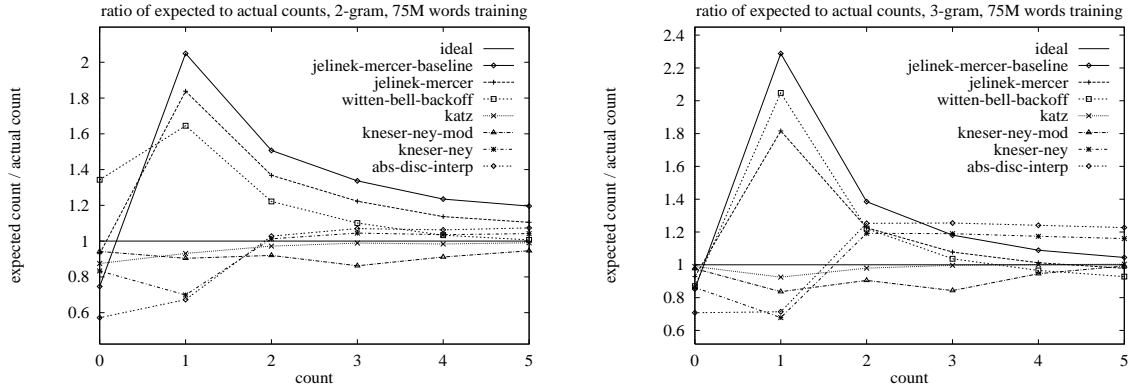 ratio of expected to actual counts, 2-gram, 75M words training
ideal
jelinek-mercer-baseline
jelinek-mercer
witten-bell-backoff
katz
kneser-ney-mod
kneser-ney
abs-disc-interp
expected count / actual count
2
1.8
1.6
1.4
1.2
1
0.8
0.6
0 1 2 3 4 5
count
ratio of expected to actual counts, 3-gram, 75M words training
ideal
jelinek-mercer-baseline
jelinek-mercer
witten-bell-backoff
katz
kneser-ney-mod
kneser-ney
abs-disc-interp
expected count / actual count
2.4
2.2
2
1.8
1.6
1.4
1.2
1
0.8
0.6
0 1 2 3 4 5
count